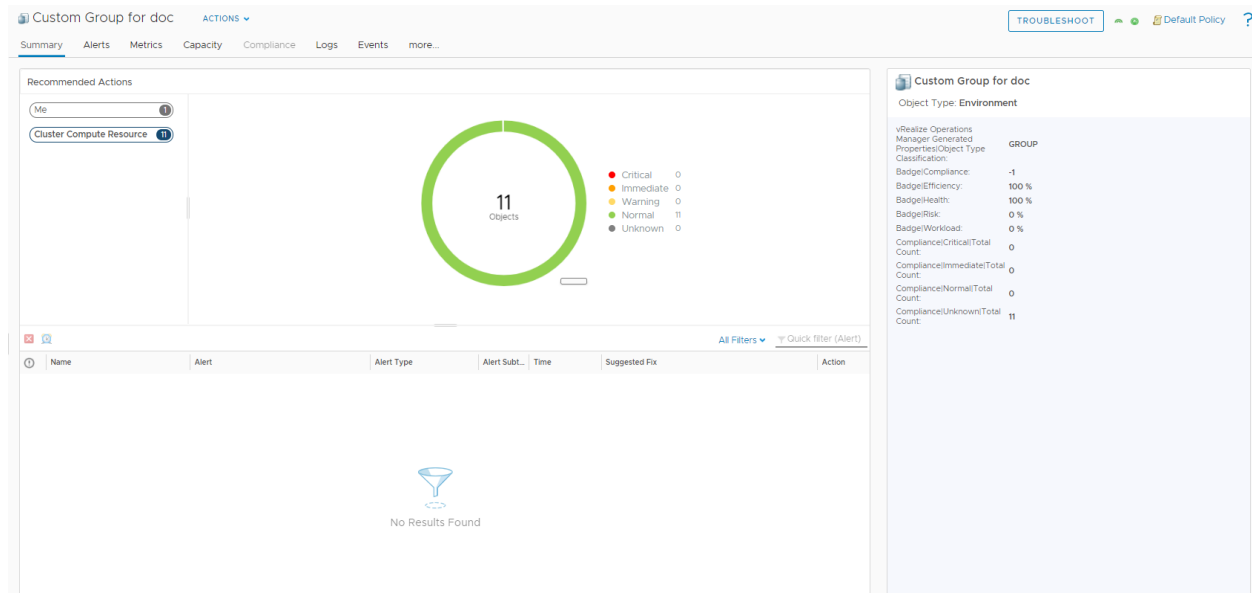 Custom Group for doc ACTIONS
TROUBLESHOOT Default Policy ?
Summary Alerts Metrics Capacity Compliance Logs Events more...
Recommended Actions
Me 1
Cluster Compute Resource 11
11
Objects
Critical 0
Immediate 0
Warning 0
Normal 11
Unknown 0
All Filters Quick filter (Alert)
Name Alert Alert Type Alert Subt... Time Suggested Fix Action
No Results Found
Custom Group for doc
Object Type: Environment
vRealize Operations
Manager Generated
Properties|Object Type
Classification: GROUP
Badge|Compliance: -1
Badge|Efficiency: 100 %
Badge|Health: 100 %
Badge|Risk: 0 %
Badge|Workload: 0 %
Compliance|Critical|Total
Count: 0
Compliance|Immediate|Total
Count: 0
Compliance|Normal|Total
Count: 0
Compliance|Unknown|Total
Count: 11